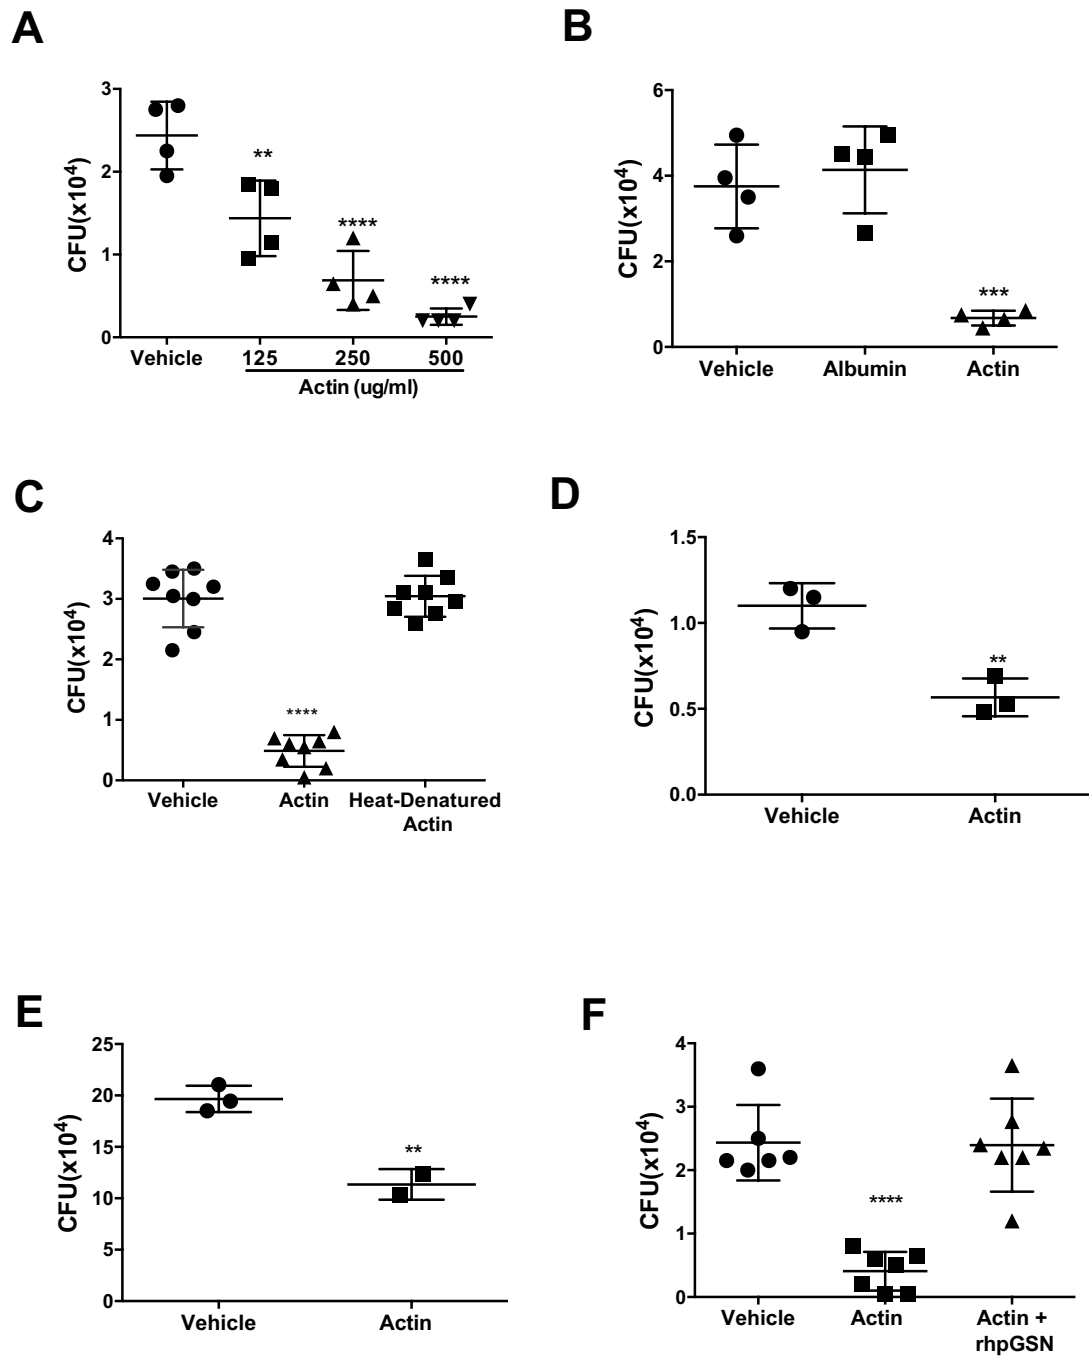 A
CFU(x10⁴)
3
2
1
0
**
****
****
Vehicle 125 250 500
Actin (ug/ml)
B
CFU(x10⁴)
6
4
2
0
***
Vehicle Albumin Actin
C
CFU(x10⁴)
4
3
2
1
0
****
Vehicle Actin Heat-Denatured
Actin
D
CFU(x10⁴)
1.5
1.0
0.5
0.0
**
Vehicle Actin
E
CFU(x10⁴)
25
20
15
10
5
0
**
Vehicle Actin
F
CFU(x10⁴)
4
3
2
1
0
****
Vehicle Actin Actin +
rhpGSN